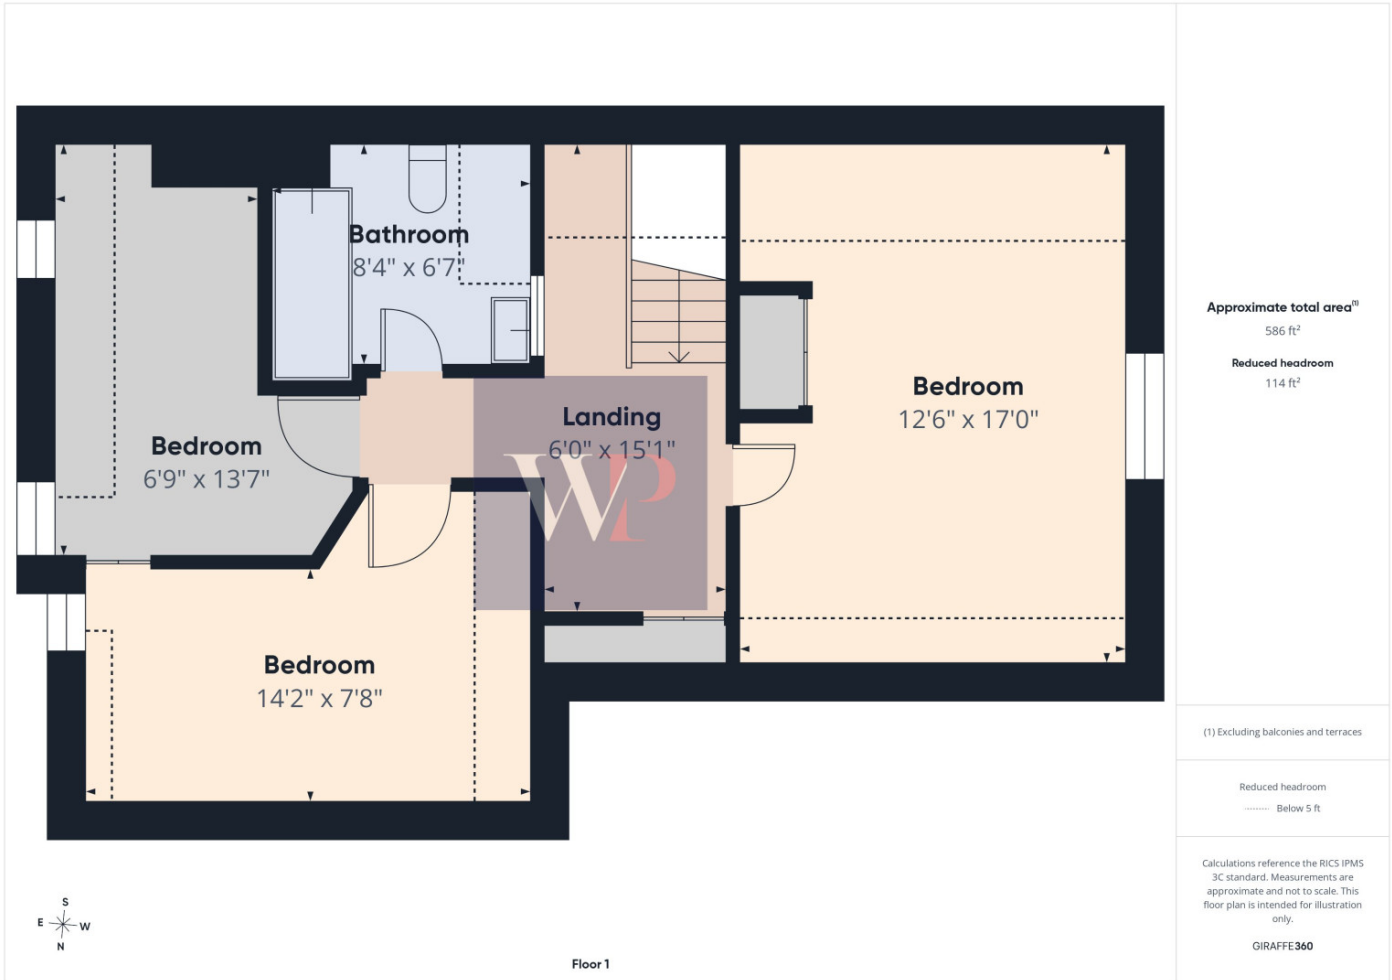 Bathroom
8'4" x 6'7"
Landing
6'0" x 15'1"
Bedroom
12'6" x 17'0"
Bedroom
6'9" x 13'7"
WP
Bedroom
14'2" x 7'8"
S
E W
N
Floor 1
Approximate total area(1)
586 ft²
Reduced headroom
114 ft²
(1) Excluding balconies and terraces
Reduced headroom
Below 5 ft
Calculations reference the RICS IPMS
3C standard. Measurements are
approximate and not to scale. This
floor plan is intended for illustration
only.
GIRAFFE360